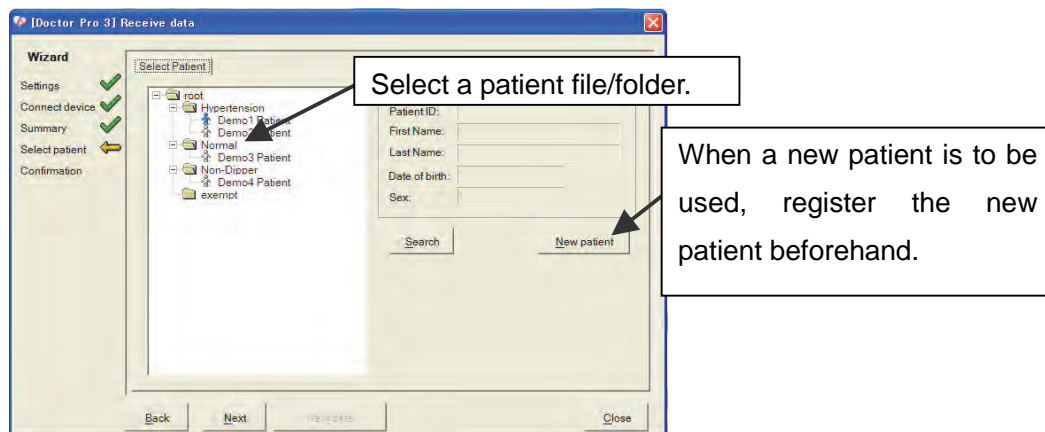 [Doctor Pro 3] Receive data
Wizard
Settings
Connect device
Summary
Select patient
Confirmation
Select Patient
root
Hypertension
Demo1 Patient
Demo2 Patient
Normal
Demo3 Patient
Non-Dipper
Demo4 Patient
exempt
Select a patient file/folder.
Patient ID:
First Name:
Last Name:
Date of birth:
Sex:
Search
New patient
When a new patient is to be
used, register the new
patient beforehand.
Back
Next
Close